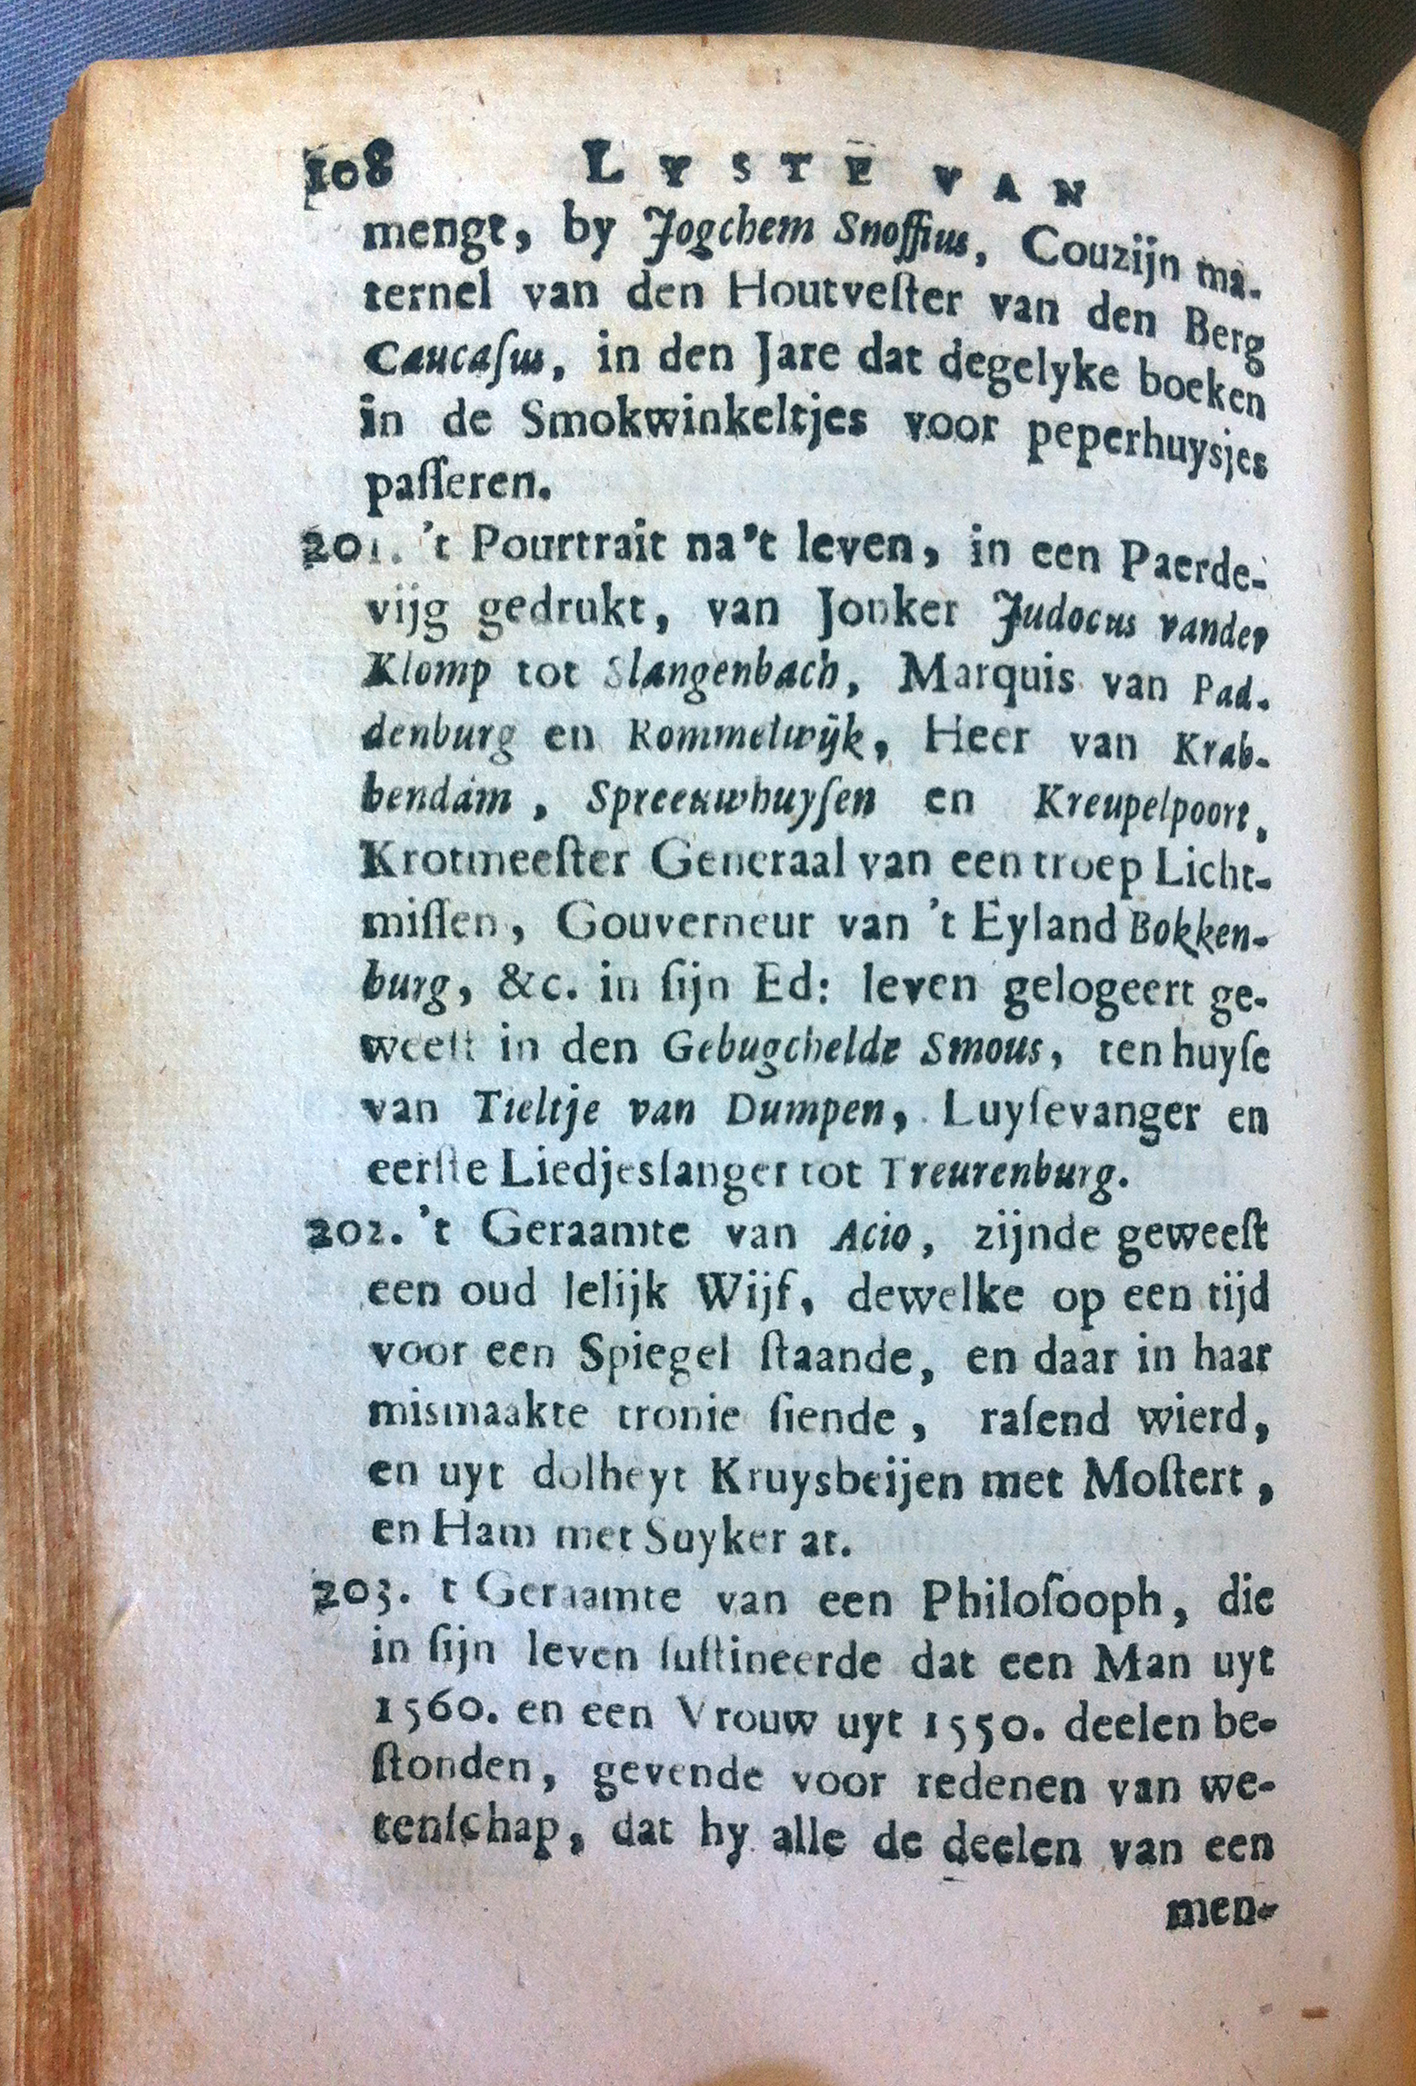 108 LYSTE VAN
mengt, by Jogchem Snoffius, Couzijn ma-
ternel van den Houtveſter van den Berg
Caucaſus, in den Jare dat degelyke boeken
in de Smokwinkeltjes voor peperhuysjes
paſſeren.
201. 't Pourtrait na't leven, in een Paerde-
vijg gedrukt, van Jonker Judocus vander
Klomp tot Slangenbach, Marquis van Pad-
denburg en Rommelwijk, Heer van Krab-
bendam, Spreeuwhuyſen en Kreupelpoort,
Krotmeeſter Generaal van een troep Licht-
miſſen, Gouverneur van 't Eyland Bokken-
burg, &c. in ſijn Ed: leven gelogeert ge-
weeſt in den Gebugchelde Smous, ten huyſe
van Tieltje van Dumpen, Luyſevanger en
eerſte Liedjesſanger tot Treurenburg.
202. 't Geraamte van Acio, zijnde geweeſt
een oud lelijk Wijf, dewelke op een tijd
voor een Spiegel ſtaande, en daar in haar
mismaakte tronie ſiende, raſend wierd,
en uyt dolheyt Kruysbeijen met Moſtert,
en Ham met Suyker at.
203. 't Geraamte van een Philoſooph, die
in ſijn leven ſuſtineerde dat een Man uyt
1560. en een Vrouw uyt 1550. deelen be-
ſtonden, gevende voor redenen van we-
tenſchap, dat hy alle de deelen van een
men-